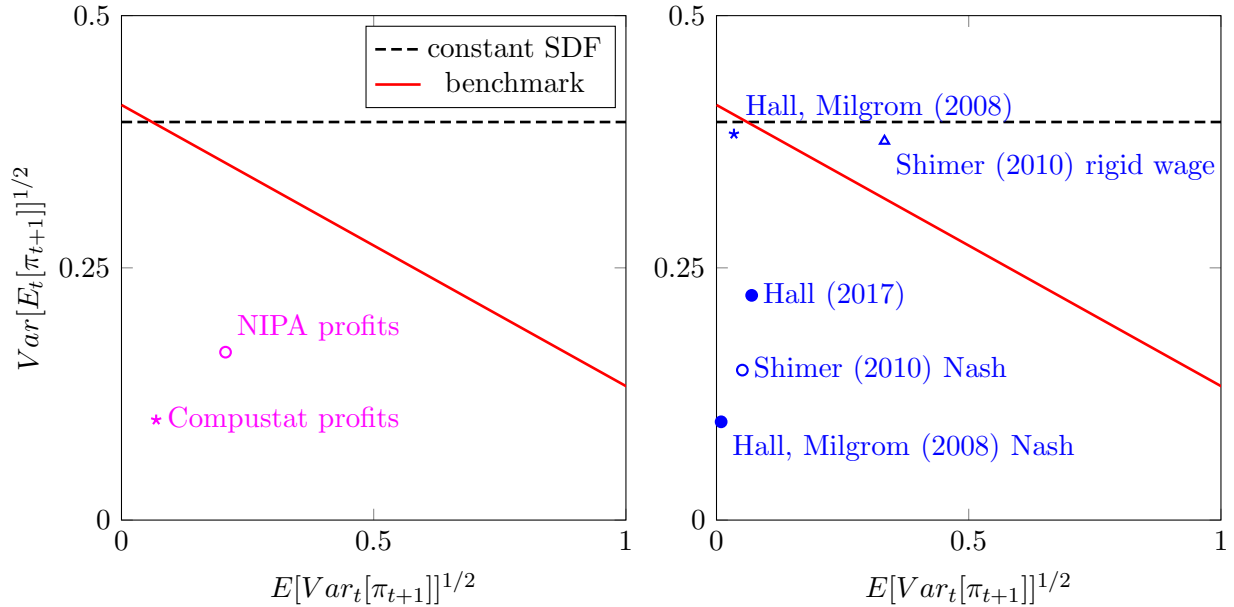 0.5
0.25
0
Var[E_t[π_{t+1}]]^{1/2}
constant SDF
benchmark
NIPA profits
Compustat profits
0
0.5
1
E[Var_t[π_{t+1}]]^{1/2}
0.5
0.25
0
Hall, Milgrom (2008)
Shimer (2010) rigid wage
Hall (2017)
Shimer (2010) Nash
Hall, Milgrom (2008) Nash
0
0.5
1
E[Var_t[π_{t+1}]]^{1/2}